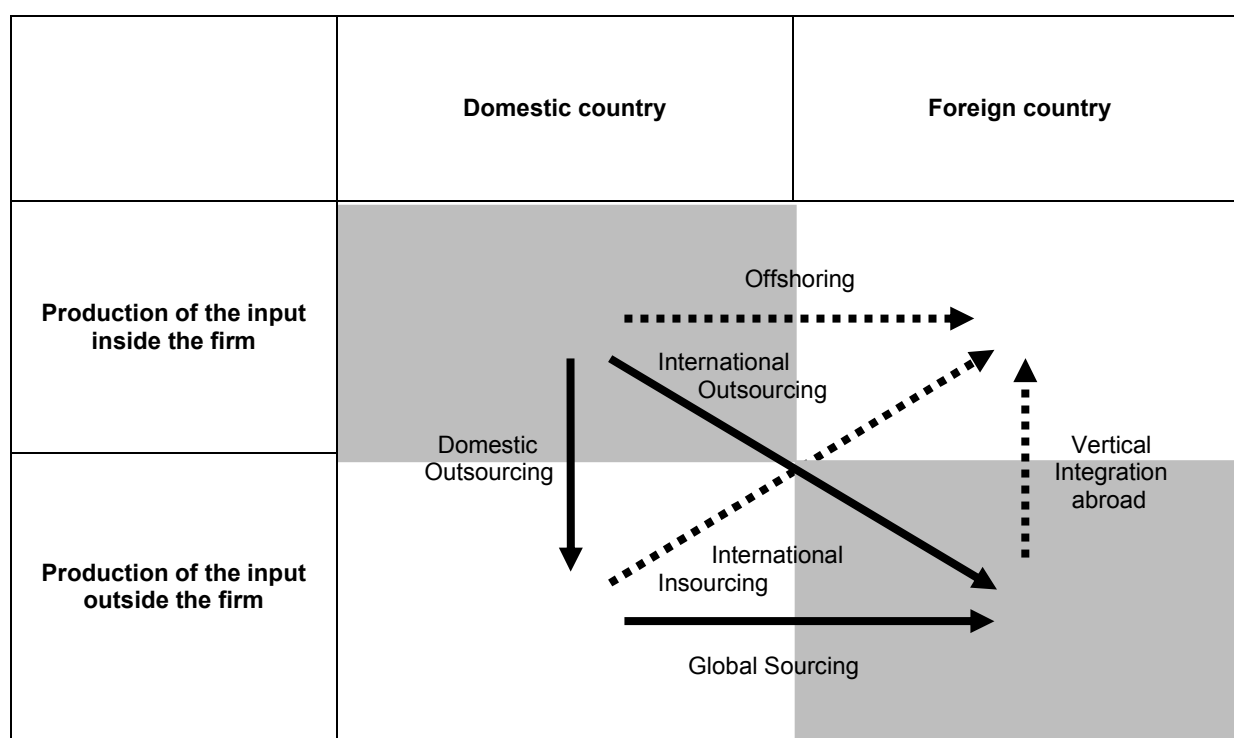 Domestic country
Foreign country
Production of the input
inside the firm
Offshoring
International
Outsourcing
Domestic
Outsourcing
Vertical
Integration
abroad
Production of the input
outside the firm
International
Insourcing
Global Sourcing